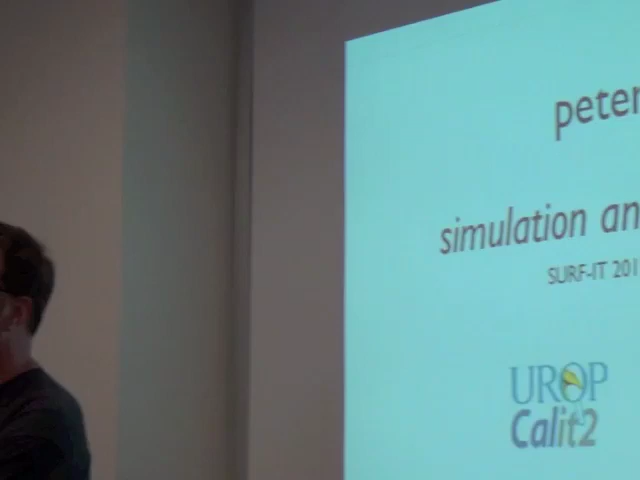 peter
simulation an
SURF-IT 201
UROP
Calit2